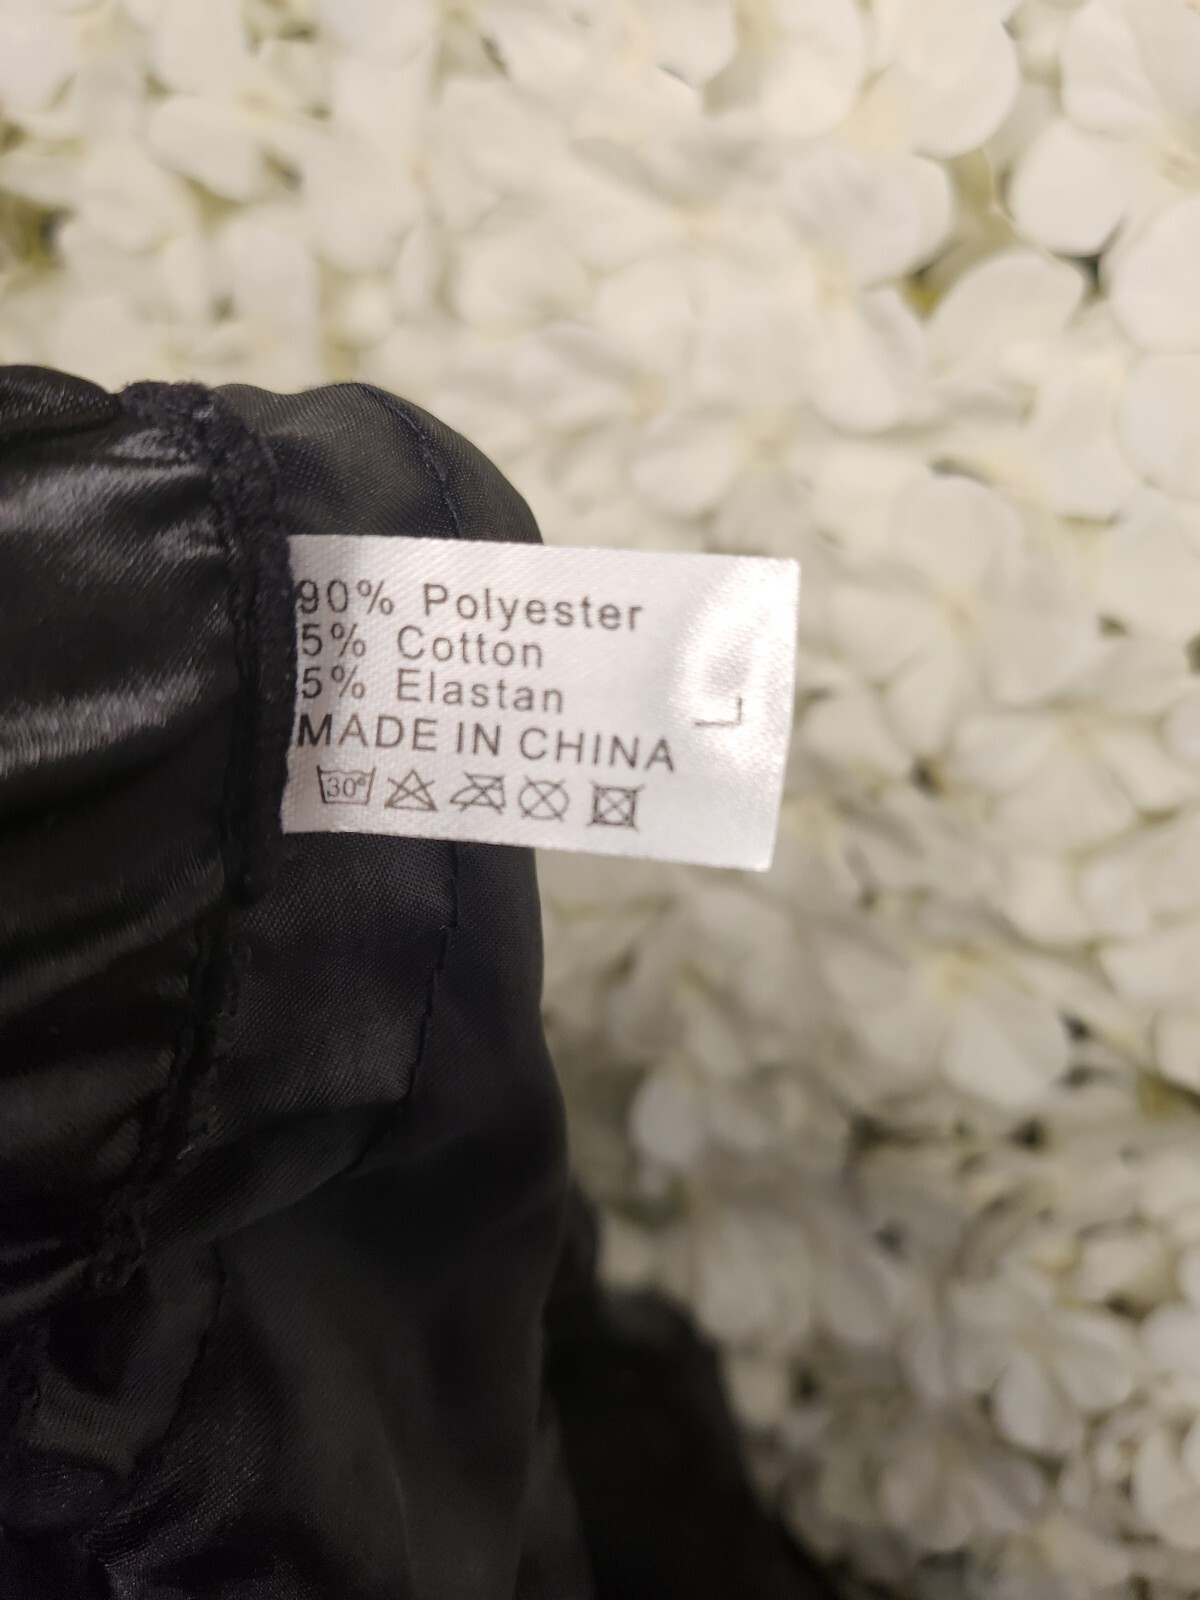 90% Polyester
5% Cotton
5% Elastan
MADE IN CHINA
L
30°